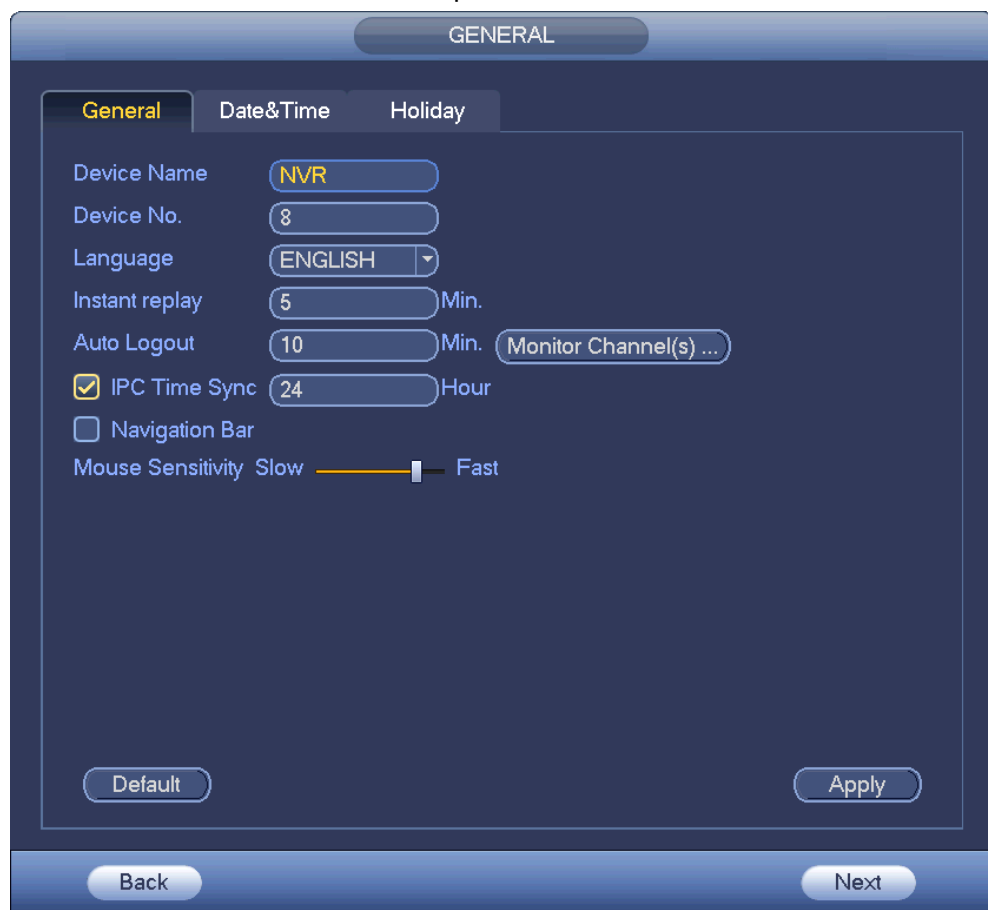 GENERAL
General Date&Time Holiday
Device Name NVR
Device No. 8
Language ENGLISH
Instant replay 5 Min.
Auto Logout 10 Min. Monitor Channel(s) ...
IPC Time Sync 24 Hour
Navigation Bar
Mouse Sensitivity Slow Fast
Default Apply
Back Next